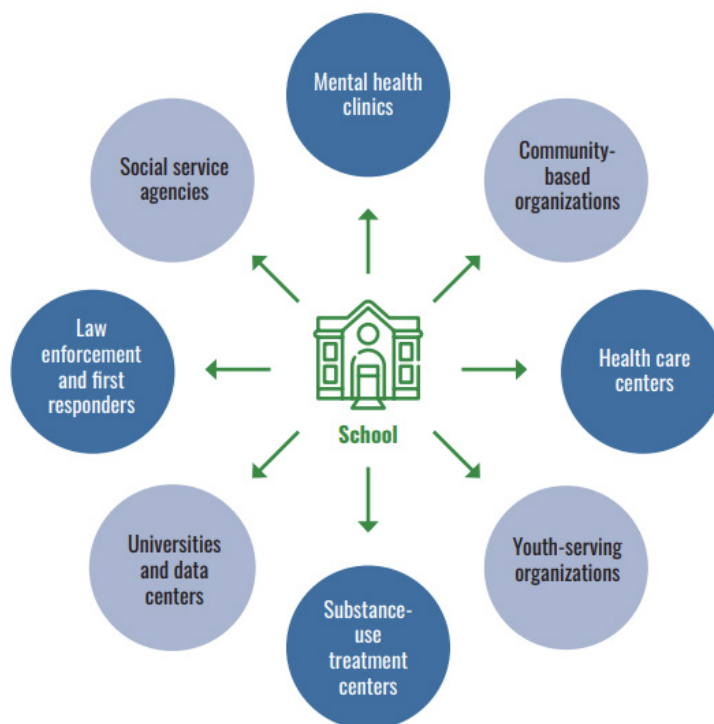 Mental health
clinics
Social service
agencies
Community-
based
organizations
Law
enforcement
and first
responders
Health care
centers
School
Universities
and data
centers
Youth-serving
organizations
Substance-
use
treatment
centers